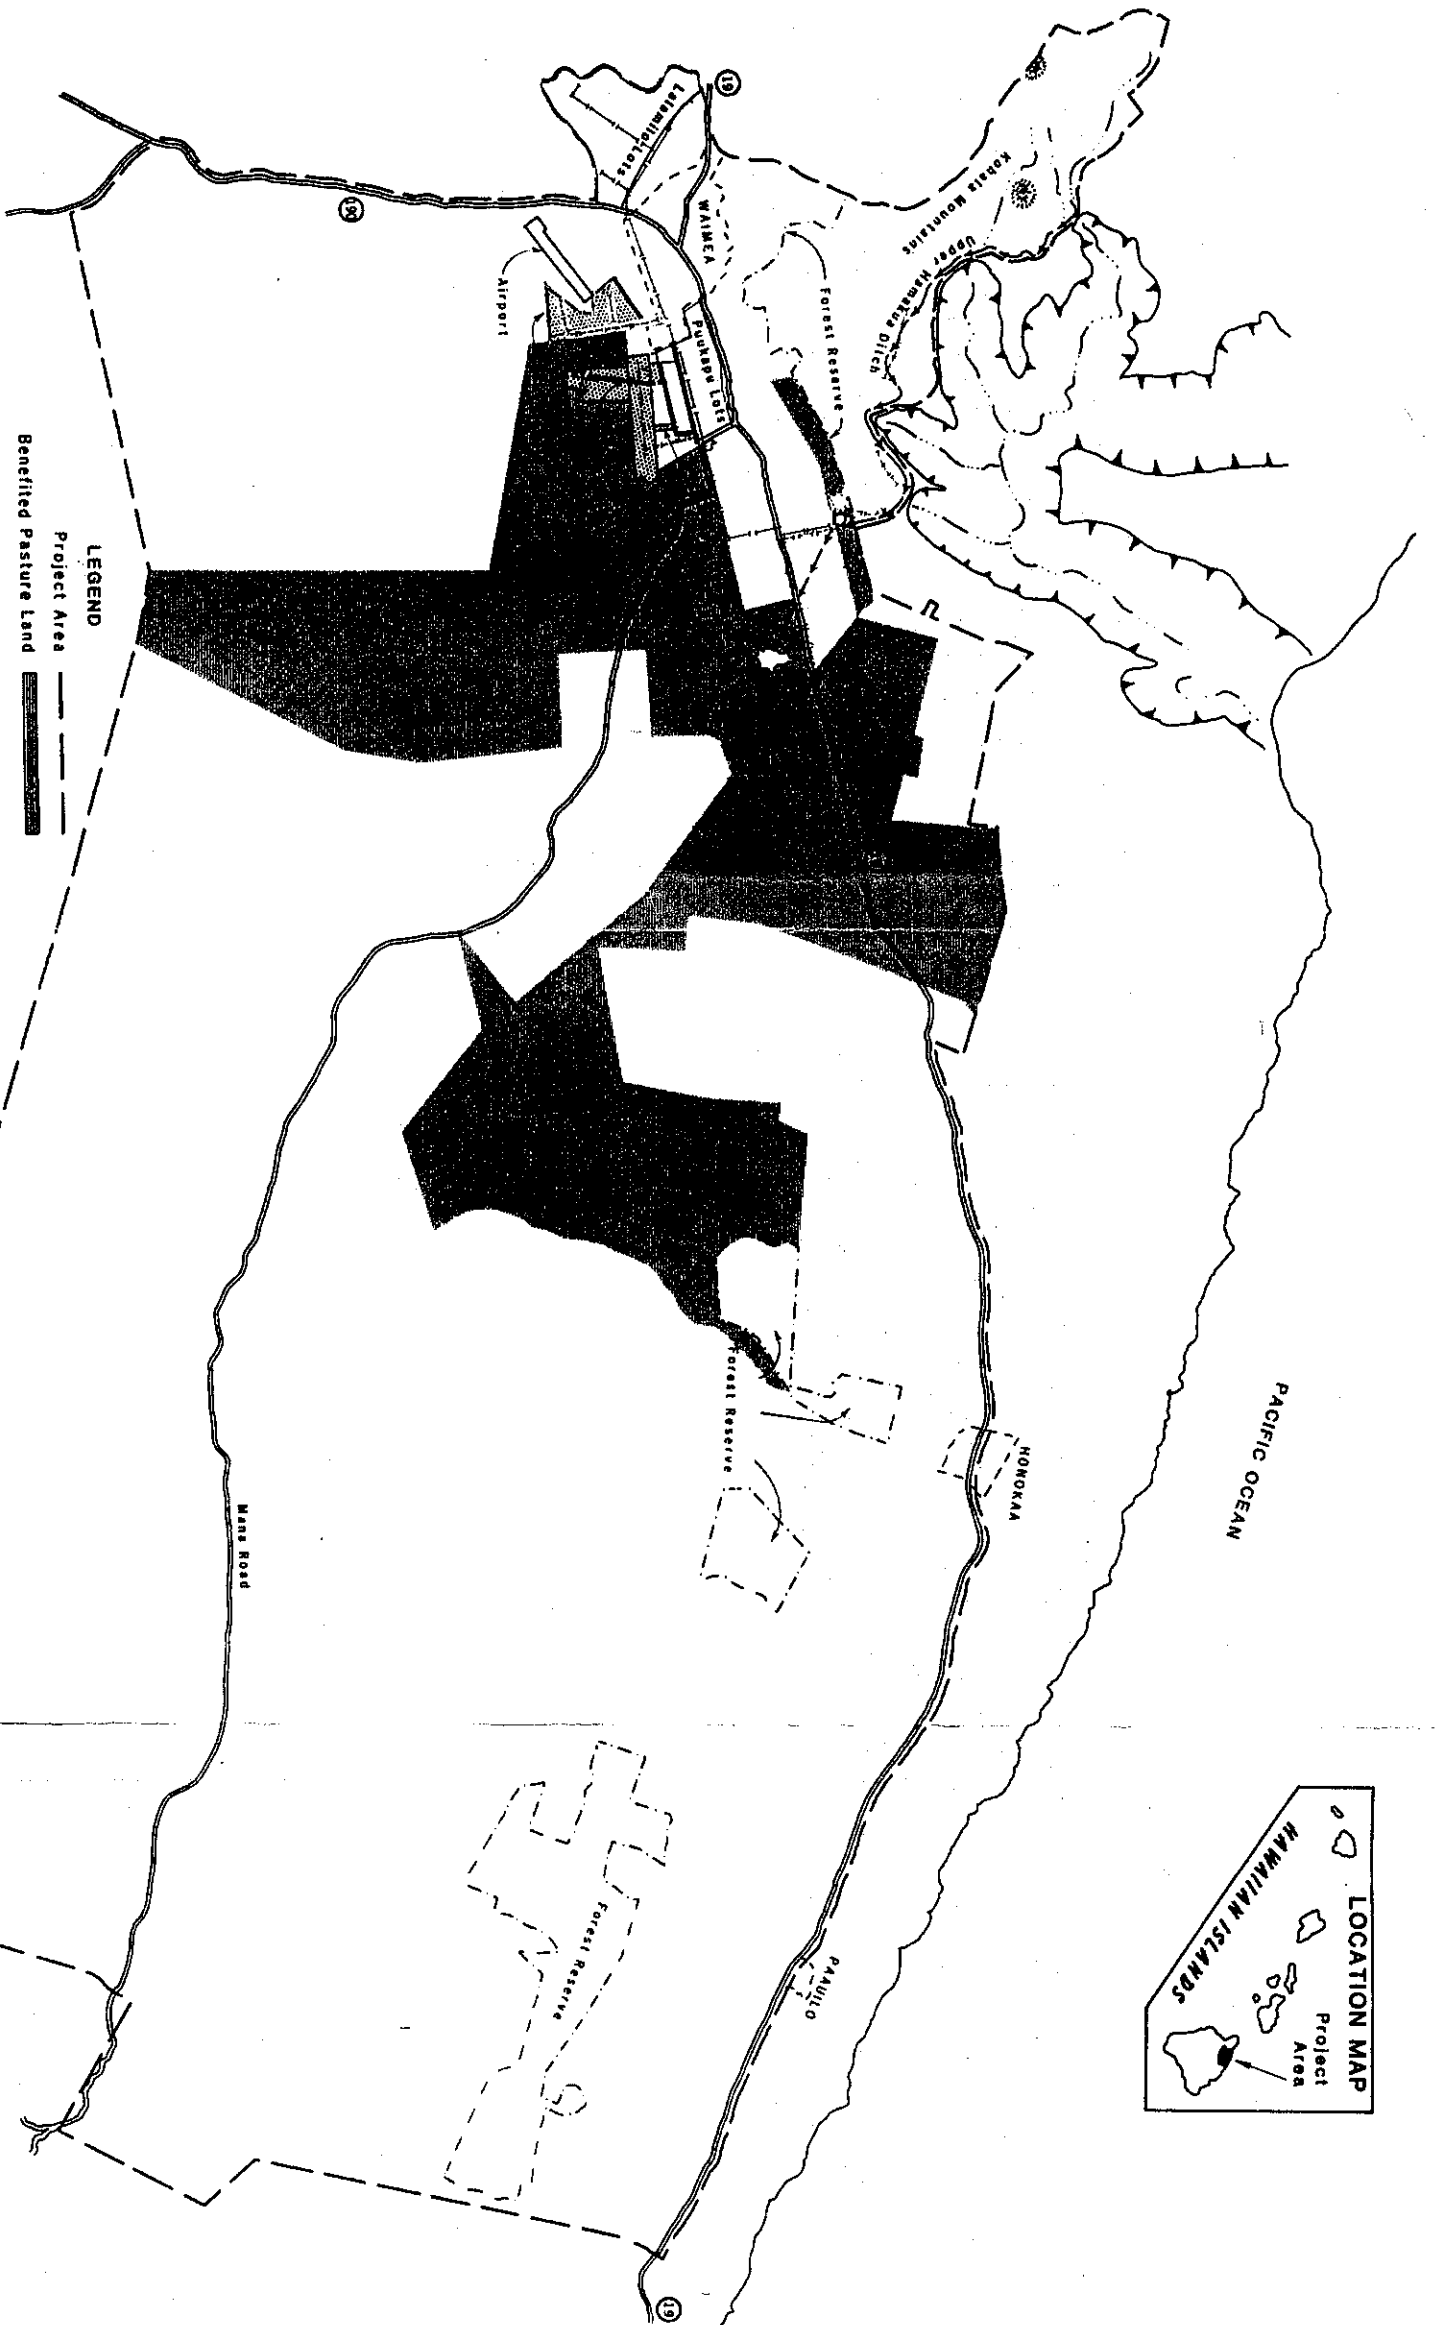 PACIFIC OCEAN
LOCATION MAP
HAWAIIAN ISLANDS
Project
Area
Kohala Mountains
Upper Hamakua Ditch
Forest Reserve
19
Lalamilo Lots
WAIMEA
Puukapu Lots
190
Airport
HONOKAA
Forest Reserve
PAAUILO
Forest Reserve
Mana Road
19
LEGEND
Project Area
Benefited Pasture Land